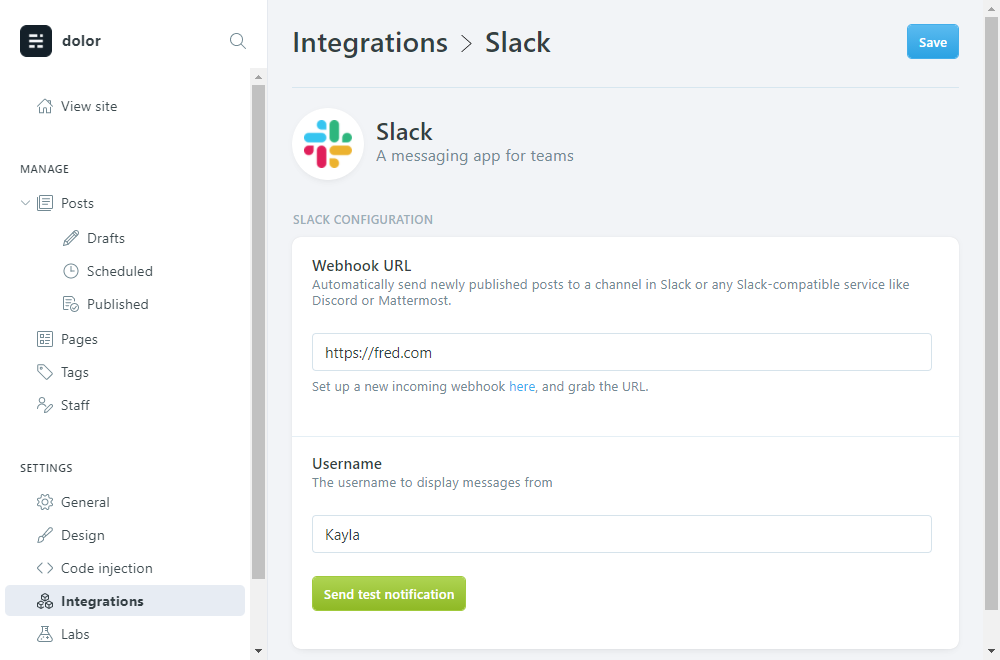 dolor
View site
MANAGE
Posts
Drafts
Scheduled
Published
Pages
Tags
Staff
SETTINGS
General
Design
Code injection
Integrations
Labs
Integrations > Slack
Save
Slack
A messaging app for teams
SLACK CONFIGURATION
Webhook URL
Automatically send newly published posts to a channel in Slack or any Slack-compatible service like
Discord or Mattermost.
https://fred.com
Set up a new incoming webhook here, and grab the URL.
Username
The username to display messages from
Kayla
Send test notification